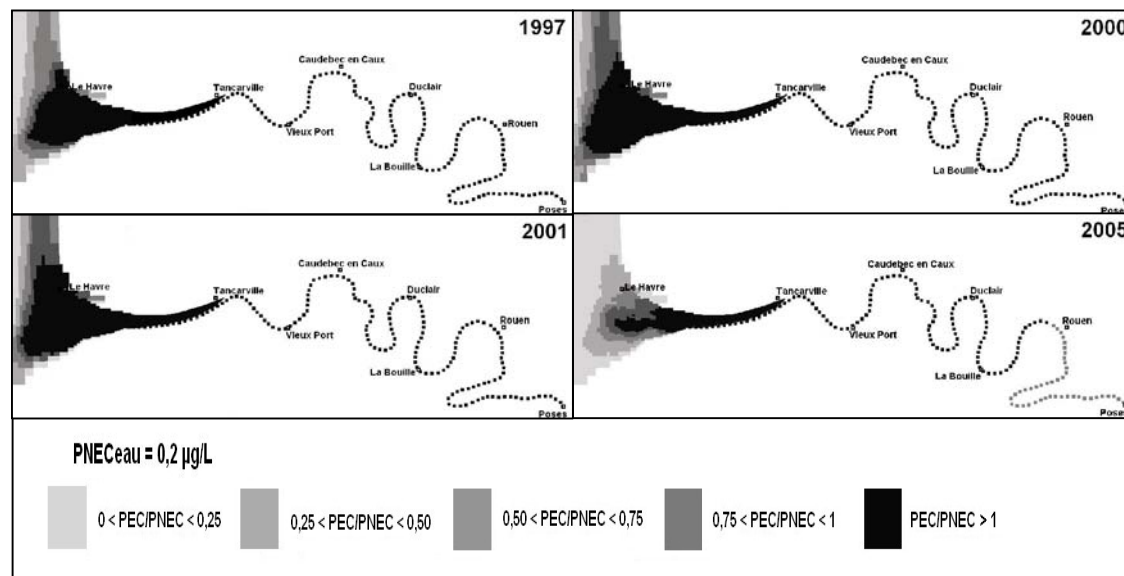 1997
Le Havre
Tancarville
Caudebec en Caux
Duclair
Vieux Port
Rouen
La Bouille
Poses
2000
Le Havre
Tancarville
Caudebec en Caux
Duclair
Vieux Port
Rouen
La Bouille
Poses
2001
Le Havre
Tancarville
Caudebec en Caux
Duclair
Vieux Port
Rouen
La Bouille
Poses
2005
Le Havre
Tancarville
Caudebec en Caux
Duclair
Vieux Port
Rouen
La Bouille
Poses
PNECeau = 0,2 µg/L
0 < PEC/PNEC < 0,25
0,25 < PEC/PNEC < 0,50
0,50 < PEC/PNEC < 0,75
0,75 < PEC/PNEC < 1
PEC/PNEC > 1